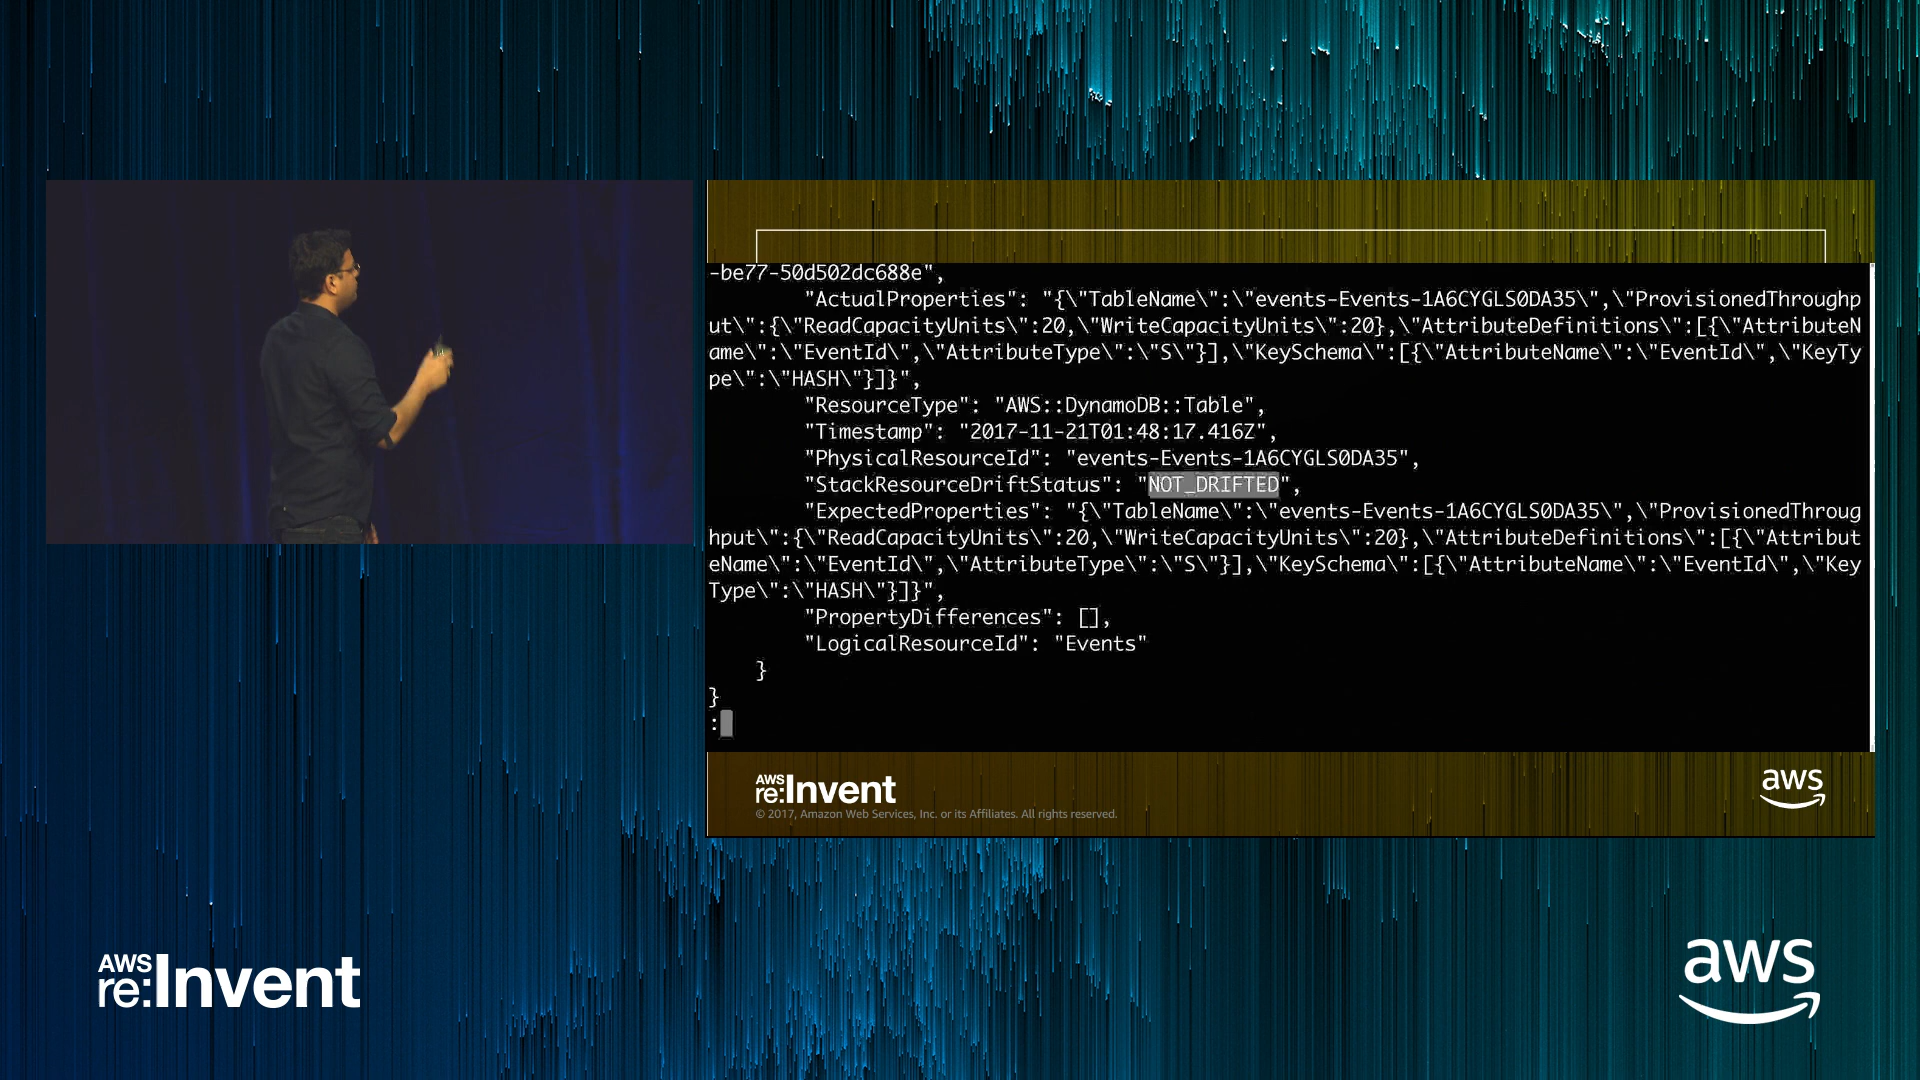 -be77-50d502dc688e",
"ActualProperties": "{\"TableName\":\"events-Events-1A6CYGLS0DA35\",\"ProvisionedThroughp
ut\":{\"ReadCapacityUnits\":20,\"WriteCapacityUnits\":20},\"AttributeDefinitions\":[{\"AttributeN
ame\":\"EventId\",\"AttributeType\":\"S\"}],\"KeySchema\":[{\"AttributeName\":\"EventId\",\"KeyTy
pe\":\"HASH\"}]}",
"ResourceType": "AWS::DynamoDB::Table",
"Timestamp": "2017-11-21T01:48:17.416Z",
"PhysicalResourceId": "events-Events-1A6CYGLS0DA35",
"StackResourceDriftStatus": "NOT_DRIFTED",
"ExpectedProperties": "{\"TableName\":\"events-Events-1A6CYGLS0DA35\",\"ProvisionedThroug
hput\":{\"ReadCapacityUnits\":20,\"WriteCapacityUnits\":20},\"AttributeDefinitions\":[{\"Attribut
eName\":\"EventId\",\"AttributeType\":\"S\"}],\"KeySchema\":[{\"AttributeName\":\"EventId\",\"Key
Type\":\"HASH\"}]}",
"PropertyDifferences": [],
"LogicalResourceId": "Events"
}
}
:
AWS
re:Invent
aws
© 2017, Amazon Web Services, Inc. or its Affiliates. All rights reserved.
AWS
re:Invent
aws